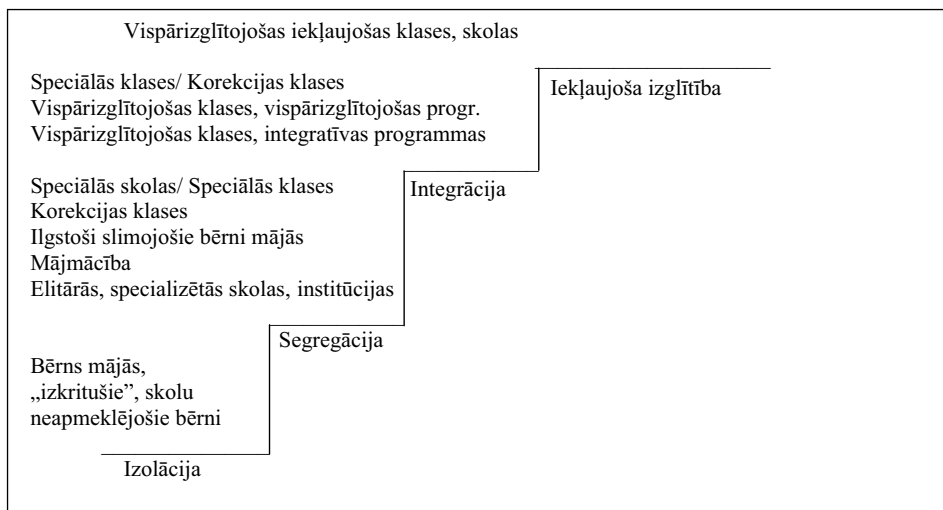 Vispārizglītojošas iekļaujošas klases, skolas
Speciālās klases/ Korekcijas klases
Vispārizglītojošas klases, vispārizglītojošas progr.
Vispārizglītojošas klases, integratīvas programmas
Iekļaujoša izglītība
Speciālās skolas/ Speciālās klases
Korekcijas klases
Ilgstoši slimojošie bērni mājās
Mājmācība
Elitārās, specializētās skolas, institūcijas
Integrācija
Segregācija
Bērns mājās,
„izkritušie”, skolu
neapmeklējošie bērni
Izolācija